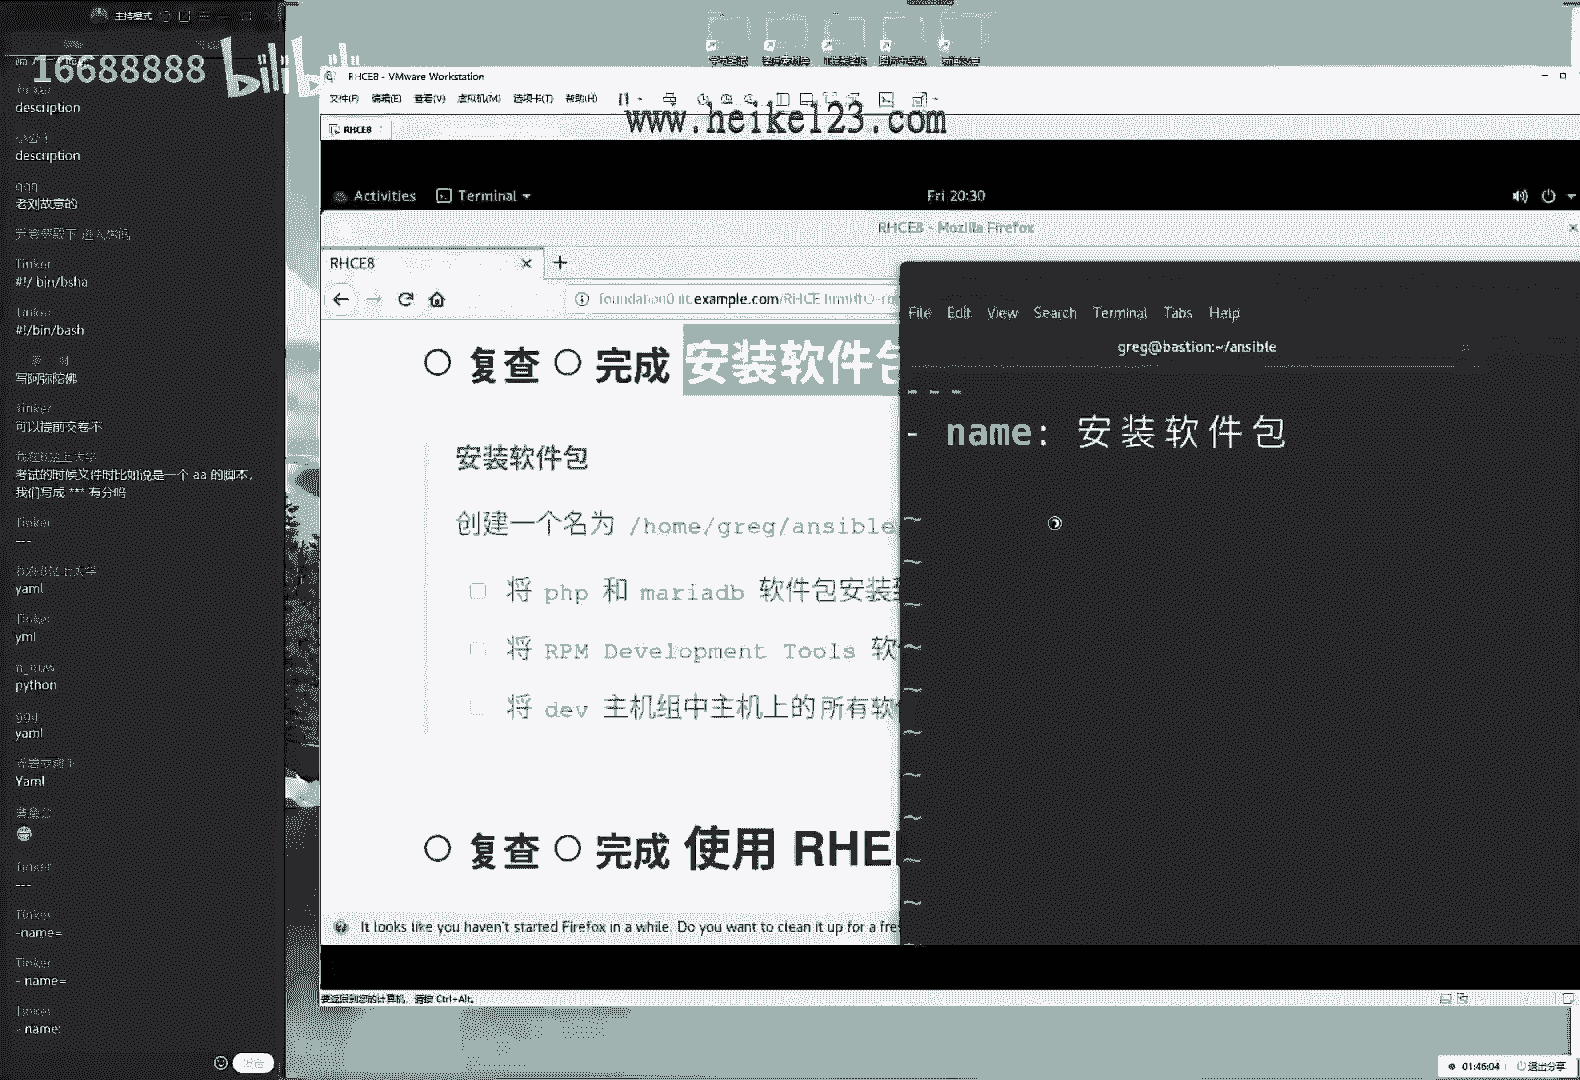 主持模式
16688888 bilibili
description
description
qqq
老刘故意的
Tinker
#!/ bin/bsha
Tinker
#!/bin/bash
写阿弥陀佛
Tinker
可以提前交卷不
考试的时候文件时比如说是一个 aa 的脚本，
我们写成 *** 有分吗
Tinker
---
yaml
Tinker
yml
python
yaml
Yaml
Tinker
---
Tinker
-name=
Tinker
- name=
Tinker
- name:
发送
RHCE8 - VMware Workstation
文件(F) 编辑(E) 查看(V) 虚拟机(M) 选项卡(T) 帮助(H)
www.heike123.com
RHCE8
Activities Terminal Fri 20:30
RHCE8 - Mozilla Firefox
RHCE8
复查 完成 安装软件包
安装软件包
创建一个名为 /home/greg/ansible
将 php 和 mariadb 软件包安装到
将 RPM Development Tools 软
将 dev 主机组中主机上的所有软
复查 完成 使用 RHE
It looks like you haven't started Firefox in a while. Do you want to clean it up for a fre
File Edit View Search Terminal Tabs Help
greg@bastion:~/ansible
---
- name: 安装软件包
~
~
~
~
~
~
~
~
~
~
要返回到您的计算机，请按 Ctrl+Alt。
01:46:04 退出分享